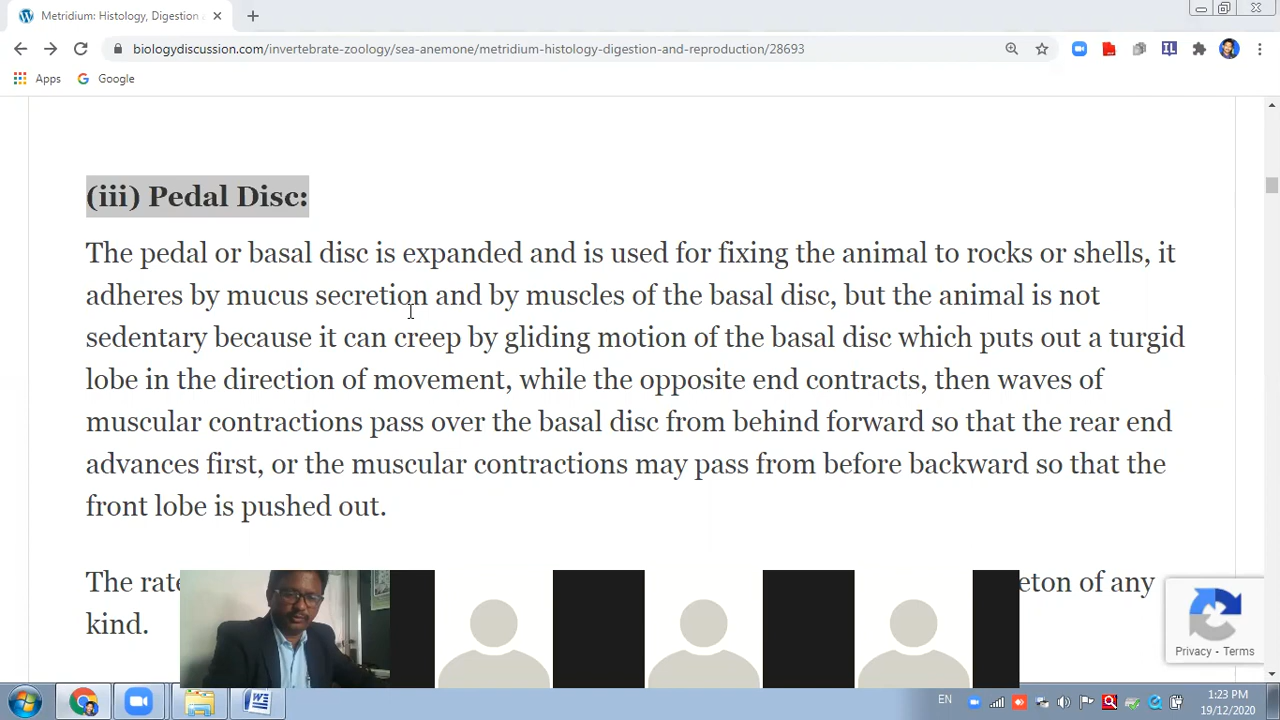 Metridium: Histology, Digestion
biologydiscussion.com/invertebrate-zoology/sea-anemone/metridium-histology-digestion-and-reproduction/28693
Apps Google
(iii) Pedal Disc:
The pedal or basal disc is expanded and is used for fixing the animal to rocks or shells, it
adheres by mucus secretion and by muscles of the basal disc, but the animal is not
sedentary because it can creep by gliding motion of the basal disc which puts out a turgid
lobe in the direction of movement, while the opposite end contracts, then waves of
muscular contractions pass over the basal disc from behind forward so that the rear end
advances first, or the muscular contractions may pass from before backward so that the
front lobe is pushed out.
The rate of any
kind.
Privacy - Terms
EN
1:23 PM
19/12/2020